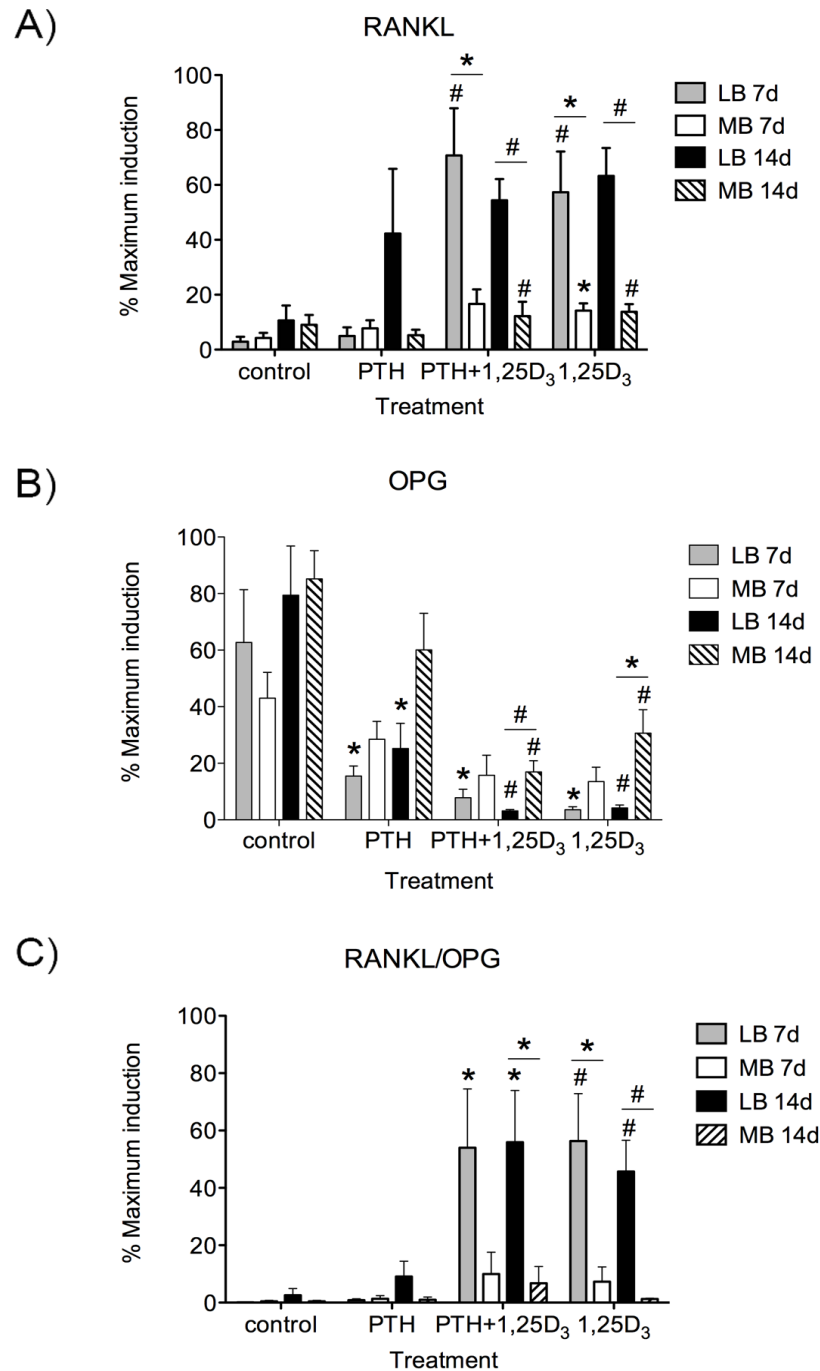 A)
RANKL
100
80
60
40
20
0
% Maximum induction
* # # * # #
# * #
LB 7d
MB 7d
LB 14d
MB 14d
control PTH PTH+1,25D₃ 1,25D₃
Treatment
B)
OPG
100
80
60
40
20
0
% Maximum induction
* * * # # # * # * #
LB 7d
MB 7d
LB 14d
MB 14d
control PTH PTH+1,25D₃ 1,25D₃
Treatment
C)
RANKL/OPG
100
80
60
40
20
0
% Maximum induction
* * * * # # #
LB 7d
MB 7d
LB 14d
MB 14d
control PTH PTH+1,25D₃ 1,25D₃
Treatment